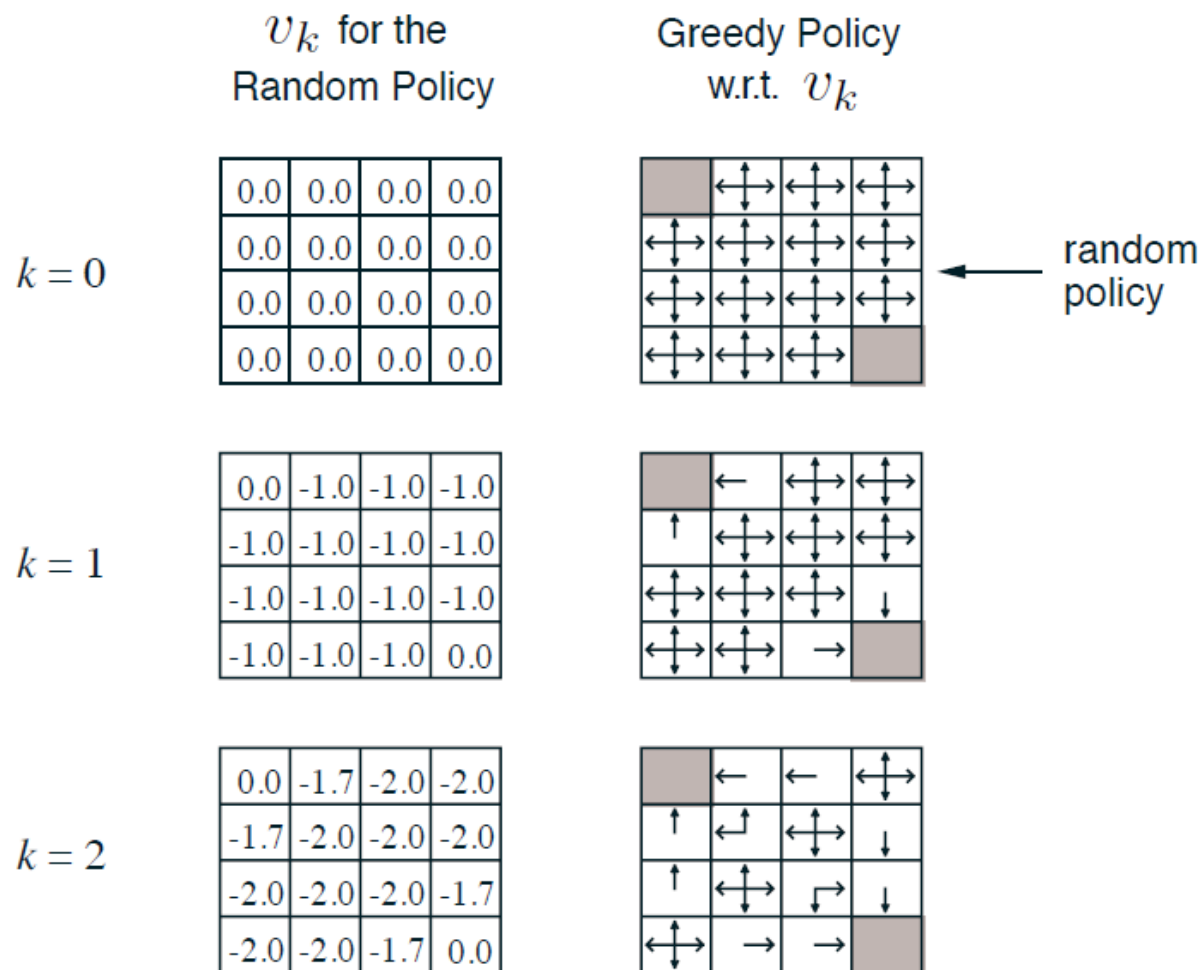 v_k for the
Random Policy
Greedy Policy
w.r.t. v_k
k = 0
0.0 0.0 0.0 0.0
0.0 0.0 0.0 0.0
0.0 0.0 0.0 0.0
0.0 0.0 0.0 0.0
random
policy
k = 1
0.0 -1.0 -1.0 -1.0
-1.0 -1.0 -1.0 -1.0
-1.0 -1.0 -1.0 -1.0
-1.0 -1.0 -1.0 0.0
k = 2
0.0 -1.7 -2.0 -2.0
-1.7 -2.0 -2.0 -2.0
-2.0 -2.0 -2.0 -1.7
-2.0 -2.0 -1.7 0.0